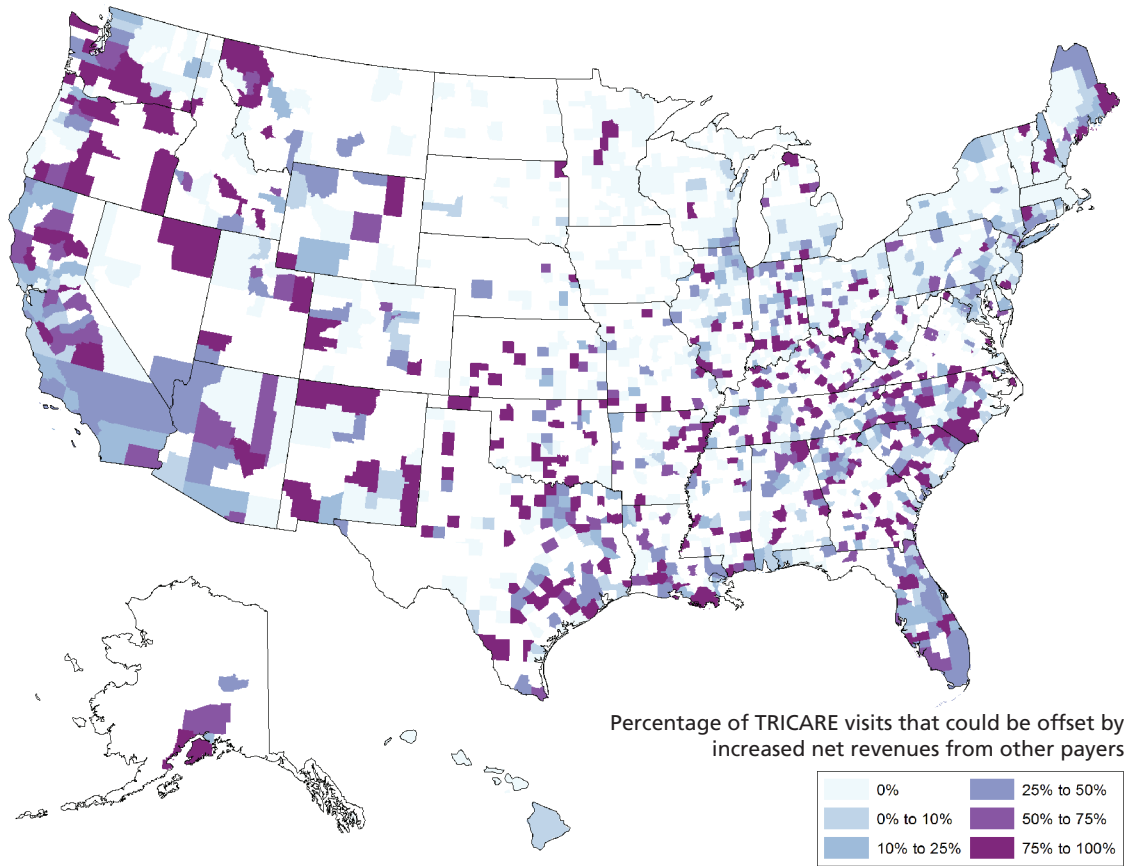 Percentage of TRICARE visits that could be offset by
increased net revenues from other payers
0%
25% to 50%
0% to 10%
50% to 75%
10% to 25%
75% to 100%